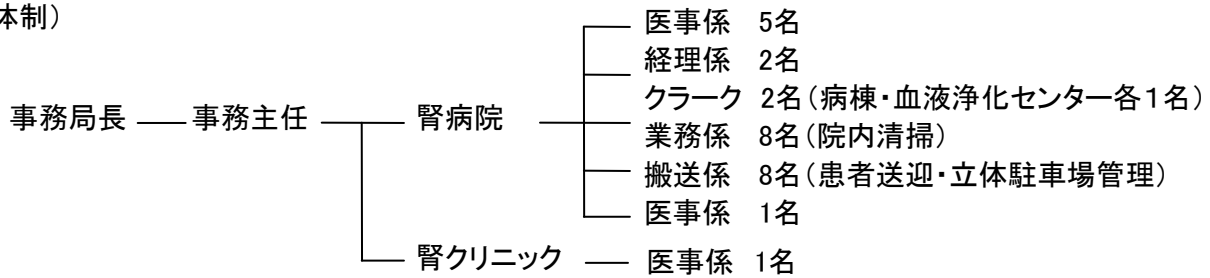 体制）
医事係 5名
経理係 2名
クラーク 2名（病棟・血液浄化センター各１名）
事務局長 事務主任 腎病院
業務係 8名（院内清掃）
搬送係 8名（患者送迎・立体駐車場管理）
医事係 1名
腎クリニック 医事係 1名